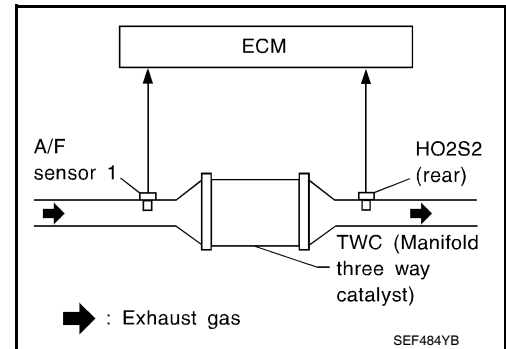 ECM
A/F
sensor 1
HO2S2
(rear)
TWC (Manifold
three way
catalyst)
: Exhaust gas
SEF484YB